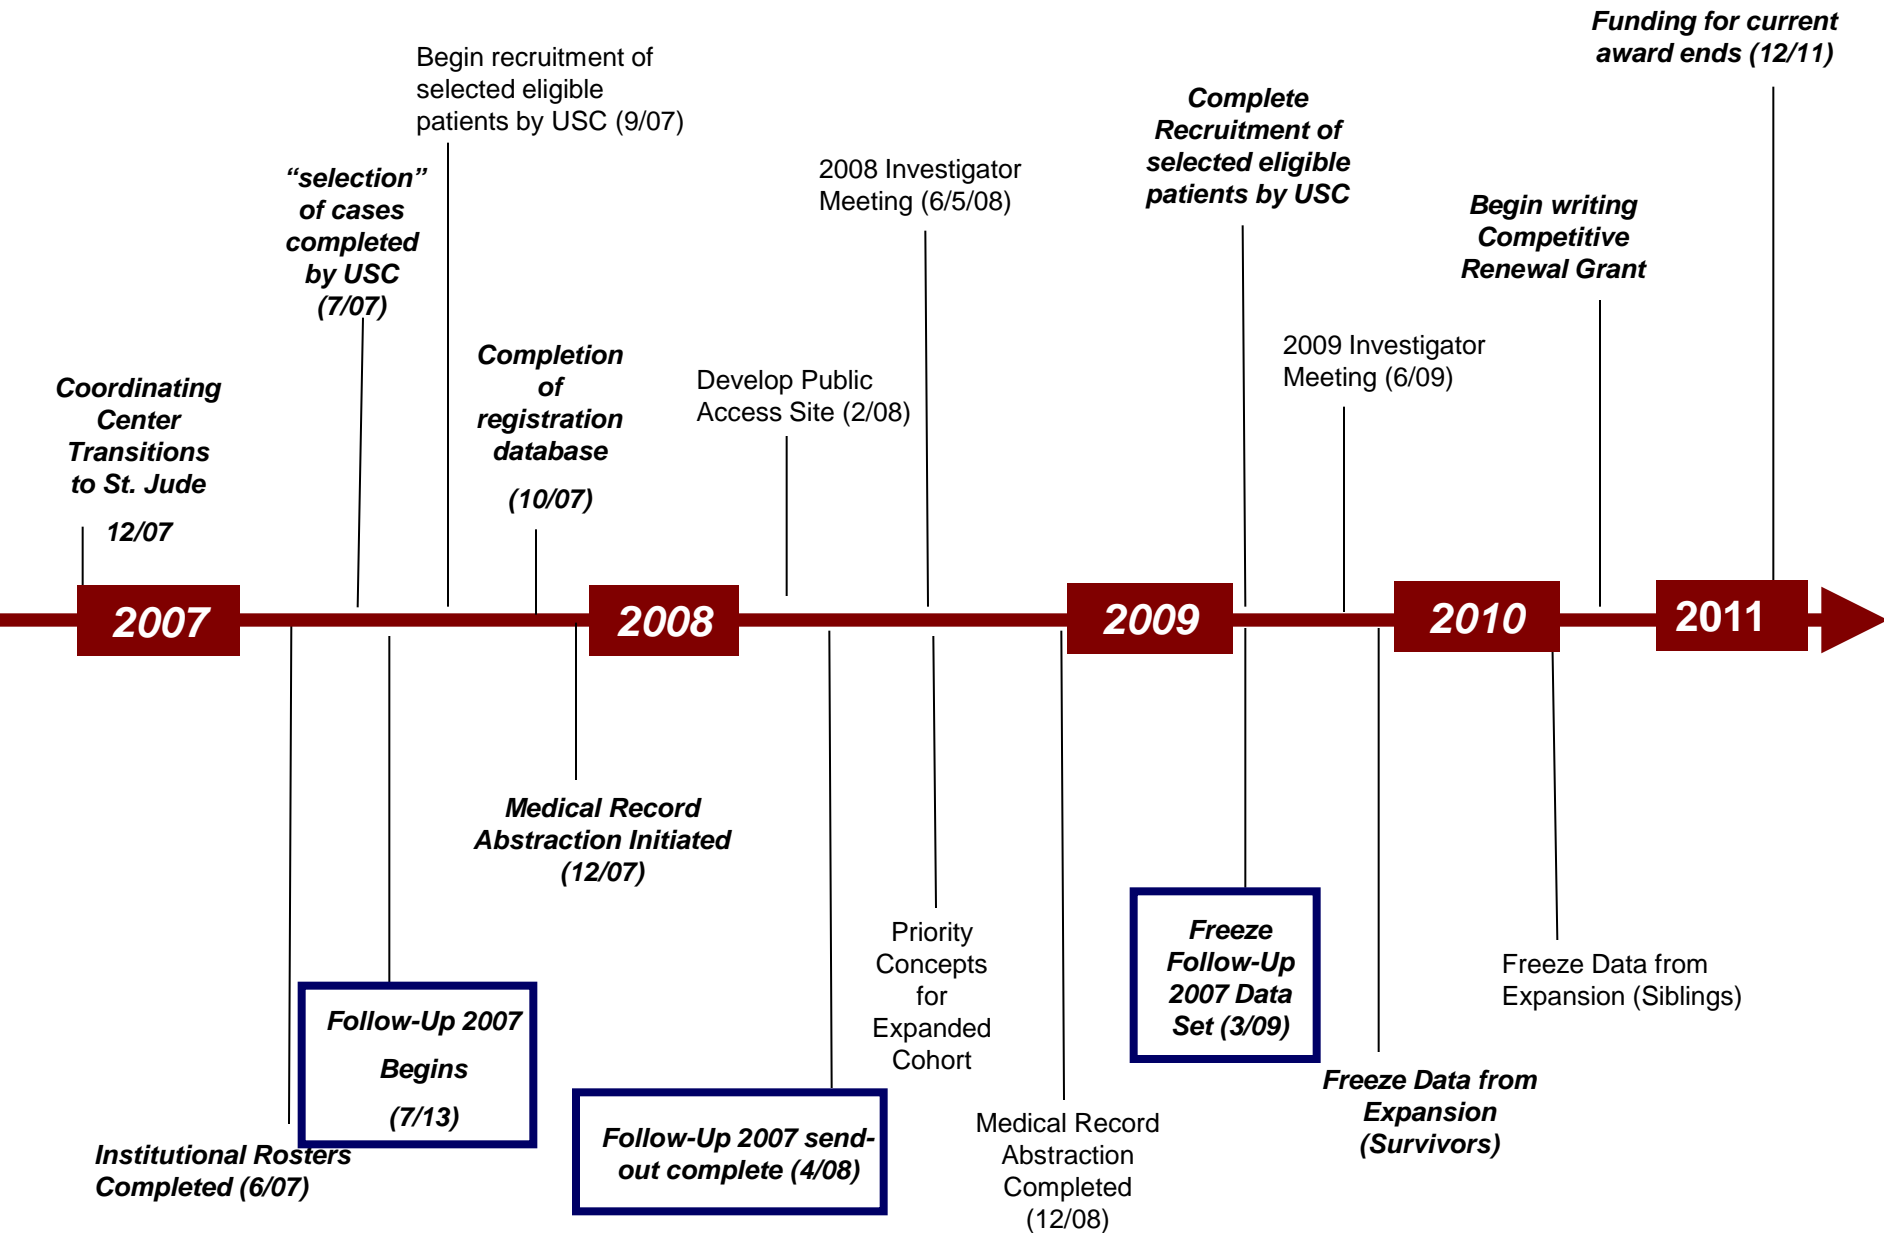 Funding for current
award ends (12/11)
Begin recruitment of
selected eligible
patients by USC (9/07)
Complete
Recruitment of
selected eligible
patients by USC
“selection”
of cases
completed
by USC
(7/07)
2008 Investigator
Meeting (6/5/08)
Begin writing
Competitive
Renewal Grant
Coordinating
Center
Transitions
to St. Jude
12/07
Completion
of
registration
database
(10/07)
Develop Public
Access Site (2/08)
2009 Investigator
Meeting (6/09)
2007
2008
2009
2010
2011
Medical Record
Abstraction Initiated
(12/07)
Institutional Rosters
Completed (6/07)
Follow-Up 2007
Begins
(7/13)
Follow-Up 2007 send-
out complete (4/08)
Priority
Concepts
for
Expanded
Cohort
Medical Record
Abstraction
Completed
(12/08)
Freeze
Follow-Up
2007 Data
Set (3/09)
Freeze Data from
Expansion
(Survivors)
Freeze Data from
Expansion (Siblings)